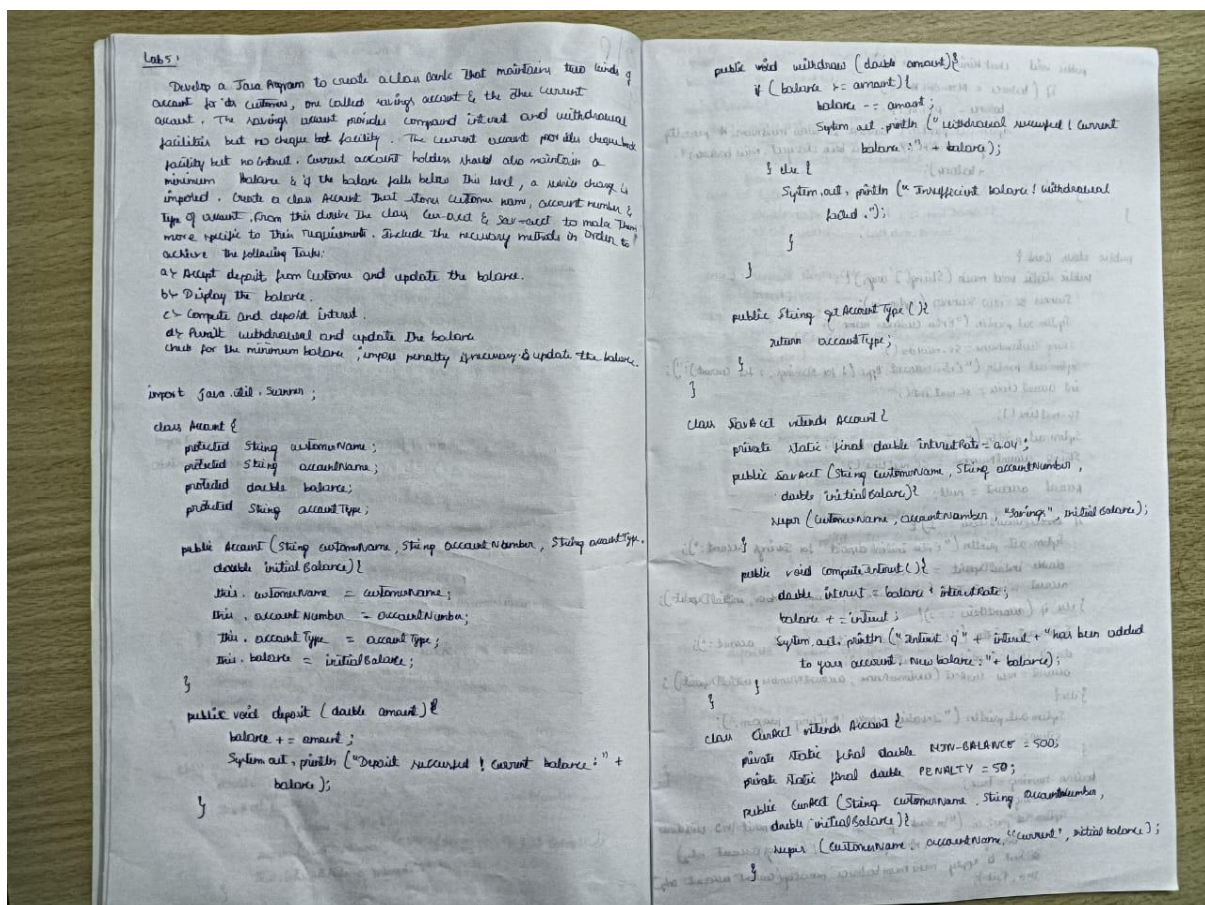 Lab 5:
Develop a Java Program to create a class Bank that maintains two kinds of
account for its customers, one called savings account & the other current
account. The savings account provides compound interest and withdrawal
facilities but no cheque book facility. The current account provides chequebook
facility but no interest. Current account holders should also maintain a
minimum Balance & if the balance falls below this level, a service charge is
imposed. Create a class Account that stores customer name, account number &
Type of account. From this derive the class Cur-acct & Sav-acct to make them
more specific to their requirements. Include the necessary methods in order to
achieve the following Tasks:
a> Accept deposit from Customer and update the balance.
b> Display the balance.
c> Compute and deposit interest.
d> Permit withdrawal and update the balance
check for the minimum balance, impose penalty if necessary & update the balance.
import java.util.Scanner;
class Account {
protected String customerName;
protected String accountName;
protected double balance;
protected String accountType;
public Account (String customerName, String accountNumber, String accountType,
double initialBalance){
this. customerName = customerName;
this. accountNumber = accountNumber;
this. accountType = accountType;
this. balance = initialBalance;
}
public void deposit (double amount){
balance += amount;
System.out.println ("Deposit successful! Current balance:" +
balance);
}
public void withdraw (double amount){
if (balance >= amount){
balance -= amount;
System.out.println ("withdrawal successful! Current
balance:" + balance);
} else {
System.out.println ("Insufficient balance! withdrawal
failed.");
}
}
public String getAccountType(){
return accountType;
}
}
class SavAcct extends Account {
private static final double interestRate = 0.04;
public SavAcct (String customerName, String accountNumber,
double initialBalance){
super (customerName, accountNumber, "Savings", initialBalance);
}
public void computeInterest(){
double interest = balance * interestRate;
balance += interest;
System.out.println ("Interest of" + interest + "has been added
to your account. New balance:"+ balance);
}
}
class CurAcct extends Account {
private static final double MIN-BALANCE = 500;
private static final double PENALTY = 50;
public CurAcct (String customerName, String accountNumber,
double initialBalance){
super (customerName, accountName, "Current", initialbalance);
}